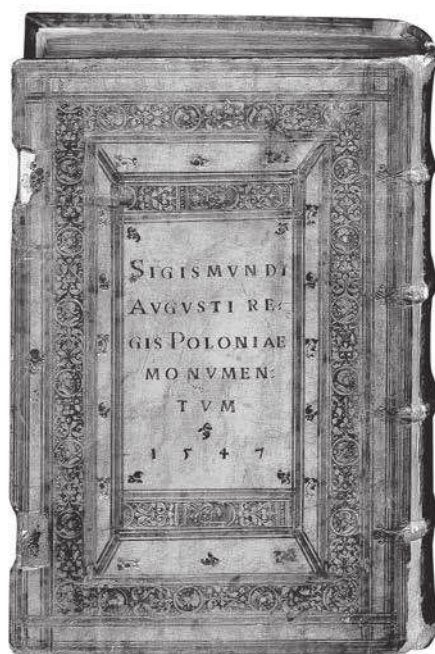 SIGISMVNDI
AVGVSTI RE:
GIS POLONIAE
MONVMEN:
TVM
1547